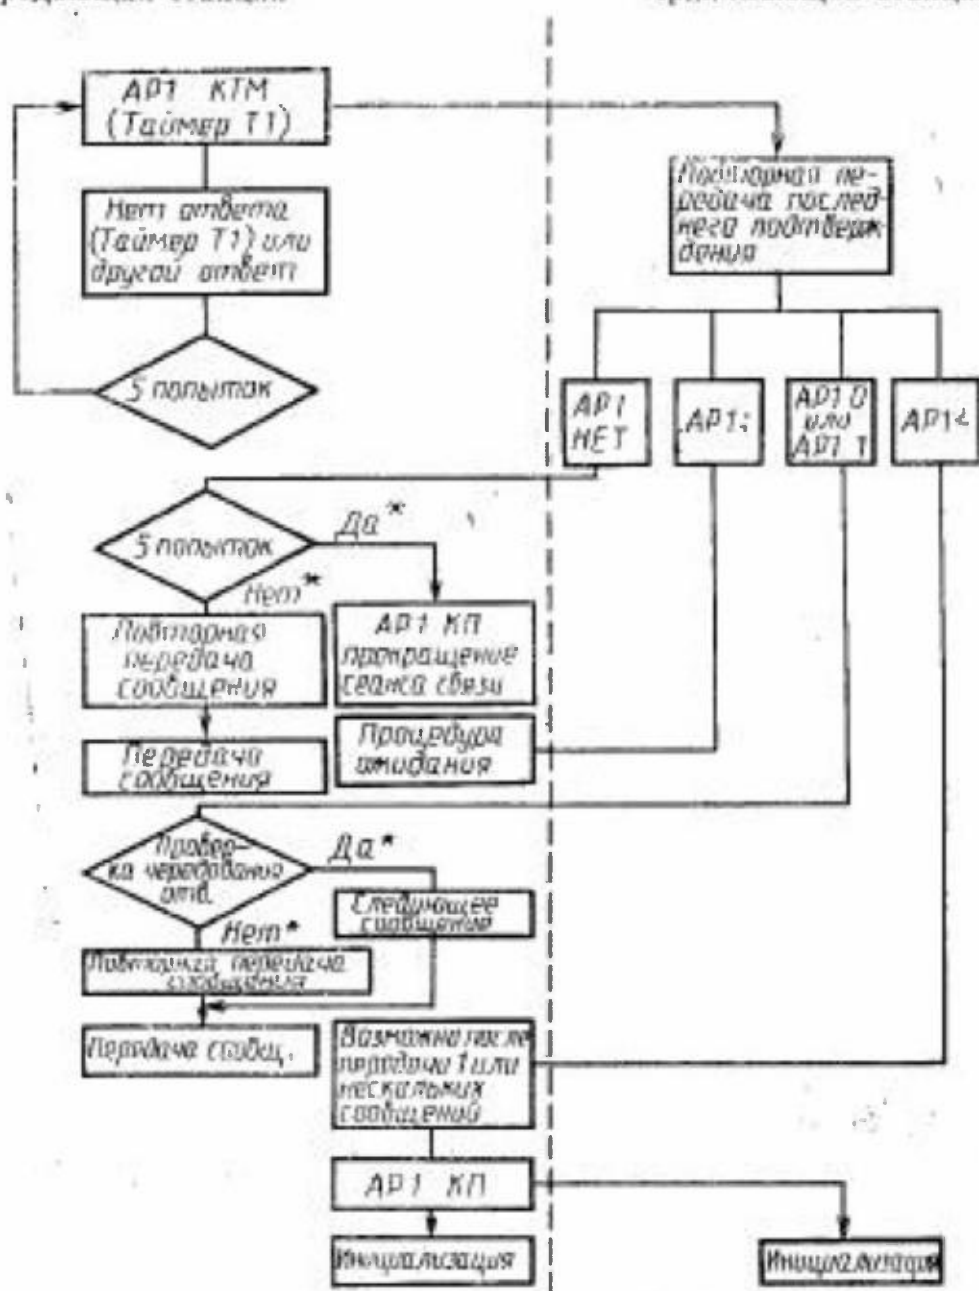 АР1 КТМ
(Таймер Т1)
Нет ответа
(Таймер Т1) или
другой ответ
5 попыток
Повторная пе-
редача послед-
него подтверж-
дения
АР1
НЕТ
АР1;
АР1 0
или
АР1 1
АР1<
5 попыток
Да*
Нет*
Повторная
передача
сообщения
АР1 КП
прокращение
сеанса связи
Передача
сообщения
Процедура
ожидания
Провер-
ка чередования
отв.
Да*
Следующее
сообщение
Нет*
Повторная передача
сообщения
Передача сообщ.
Возможно после
передачи 1 или
нескольких
сообщений
АР1 КП
Инициализация
Инициализация